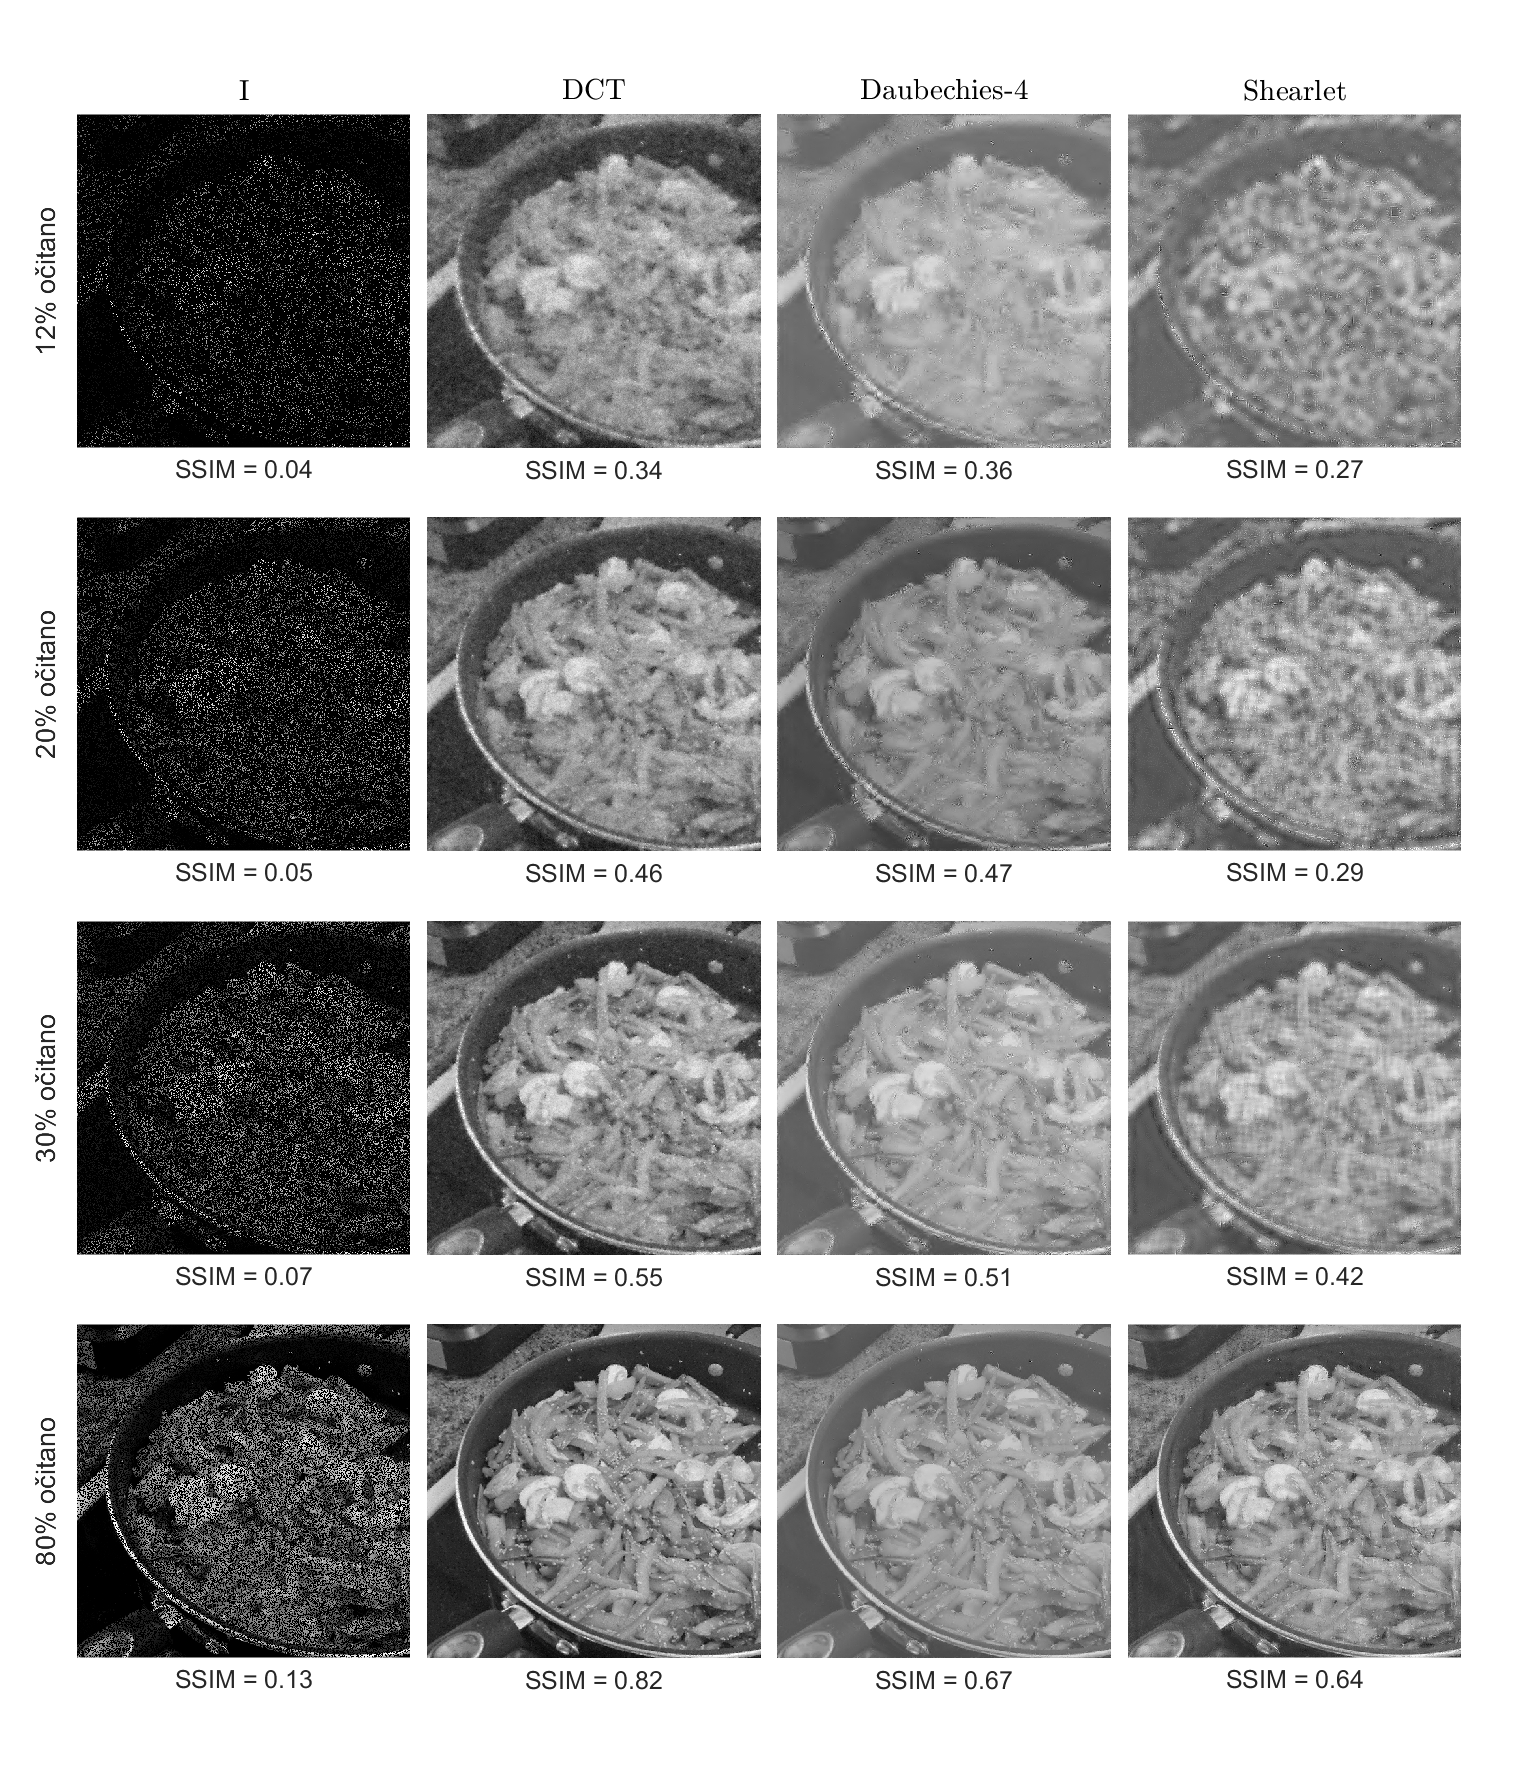 I DCT Daubechies-4 Shearlet
12% očitano
SSIM = 0.04 SSIM = 0.34 SSIM = 0.36 SSIM = 0.27
20% očitano
SSIM = 0.05 SSIM = 0.46 SSIM = 0.47 SSIM = 0.29
30% očitano
SSIM = 0.07 SSIM = 0.55 SSIM = 0.51 SSIM = 0.42
80% očitano
SSIM = 0.13 SSIM = 0.82 SSIM = 0.67 SSIM = 0.64